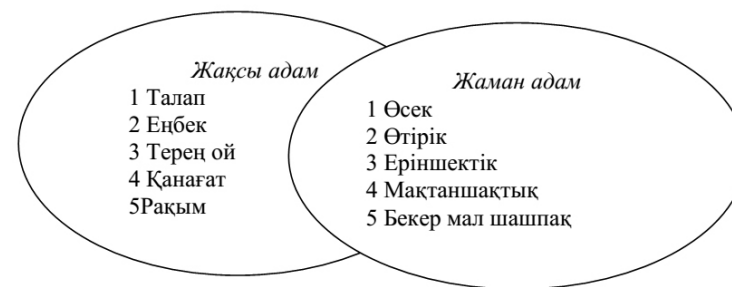 Жақсы адам
1 Талап
2 Еңбек
3 Терең ой
4 Қанағат
5Рақым
Жаман адам
1 Өсек
2 Өтірік
3 Еріншектік
4 Мақтаншақтық
5 Бекер мал шашпақ